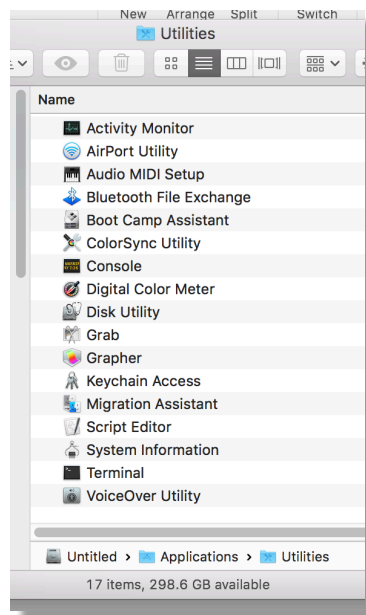 New Arrange Split Switch
Utilities
Name
Activity Monitor
AirPort Utility
Audio MIDI Setup
Bluetooth File Exchange
Boot Camp Assistant
ColorSync Utility
Console
Digital Color Meter
Disk Utility
Grab
Grapher
Keychain Access
Migration Assistant
Script Editor
System Information
Terminal
VoiceOver Utility
Untitled › Applications › Utilities
17 items, 298.6 GB available